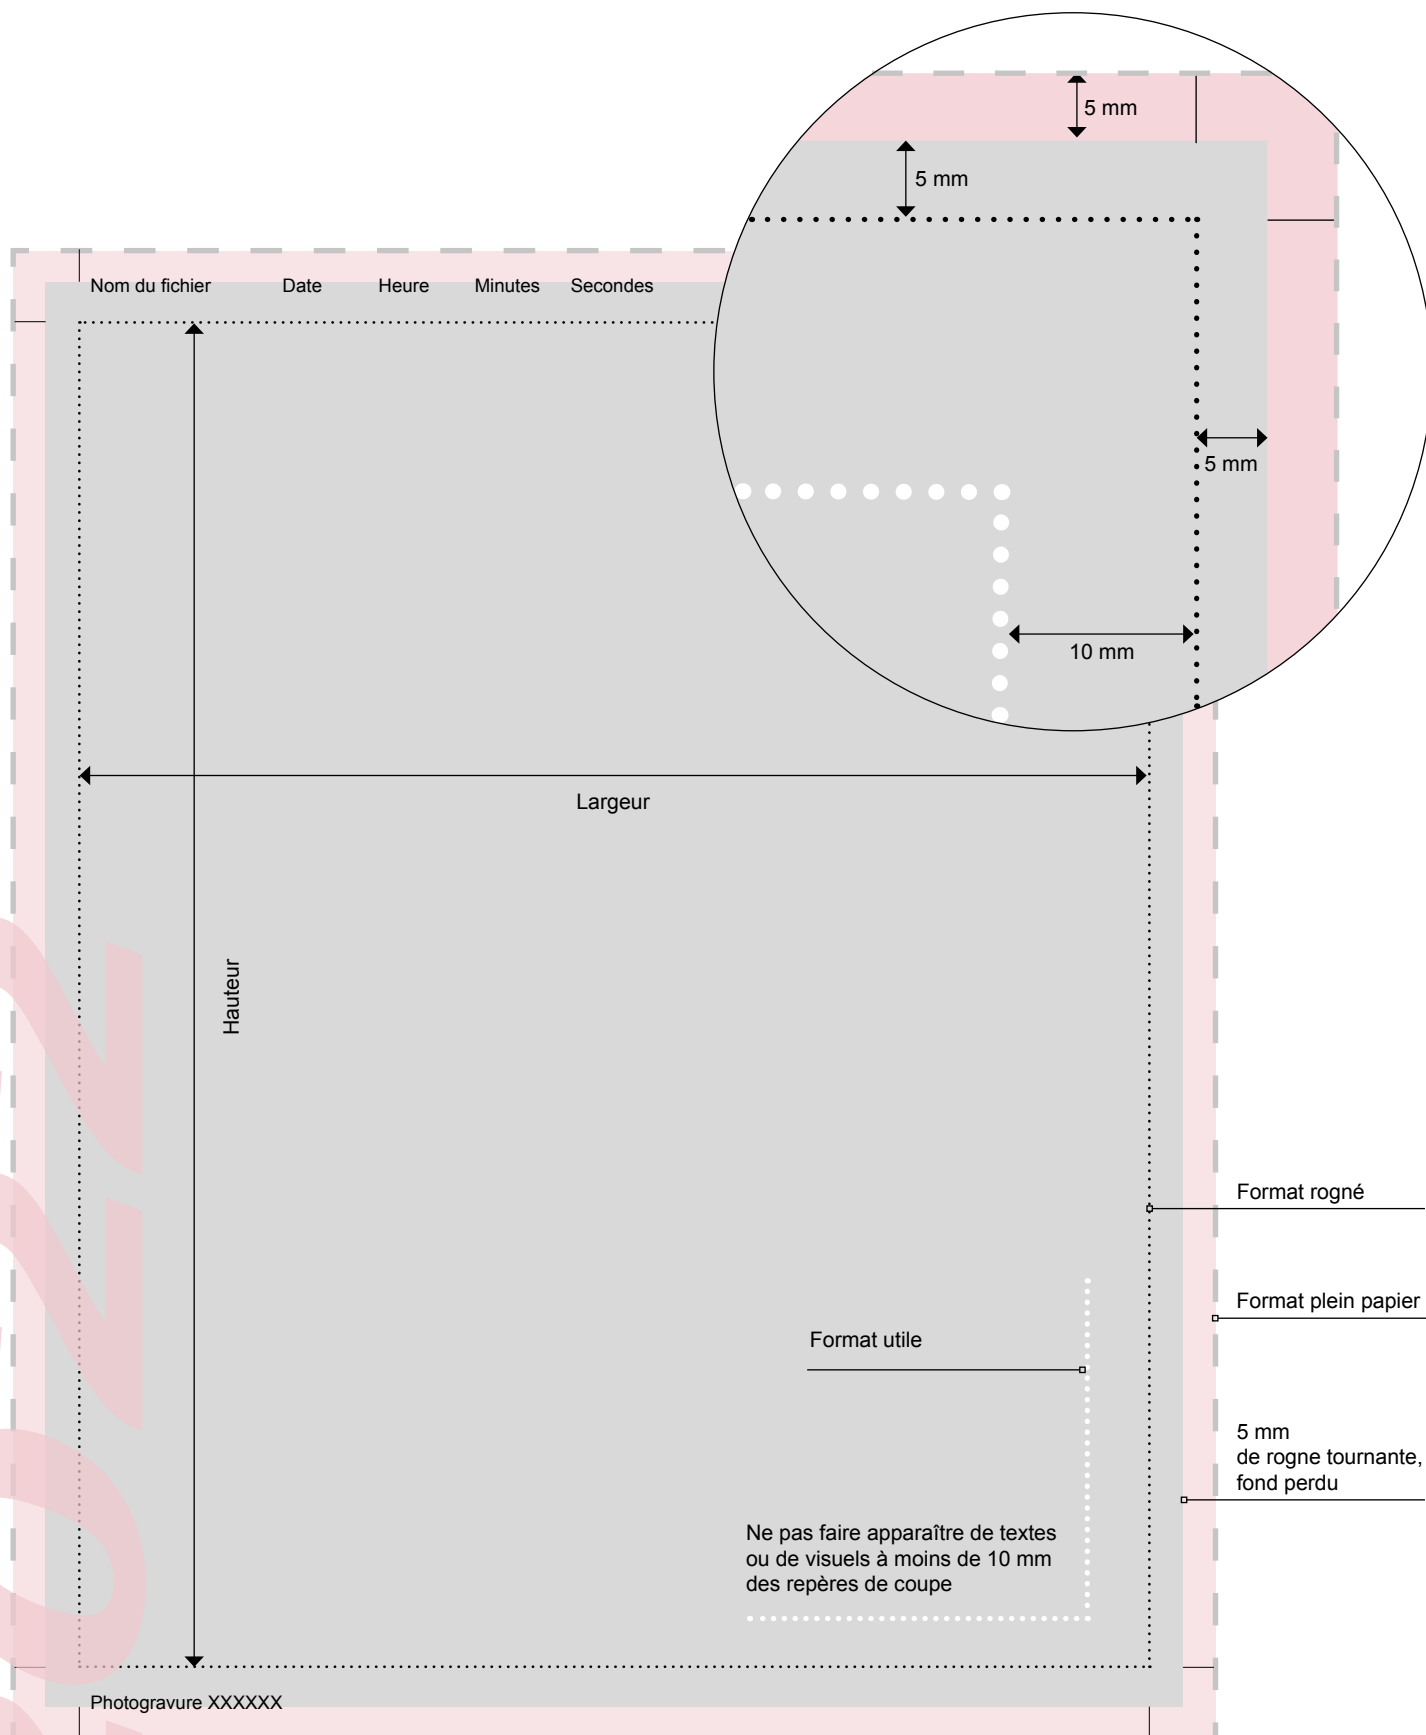 5 mm
5 mm
Nom du fichier Date Heure Minutes Secondes
5 mm
10 mm
Largeur
Hauteur
Format rogné
Format plein papier
Format utile
5 mm
de rogne tournante,
fond perdu
Ne pas faire apparaître de textes
ou de visuels à moins de 10 mm
des repères de coupe
Photogravure XXXXXX